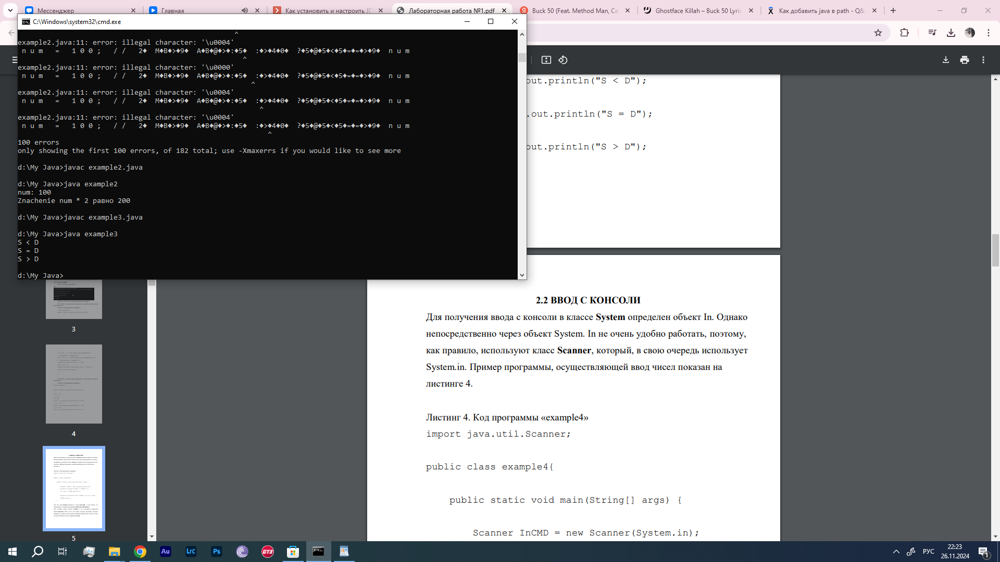 Мессенджер
Главная
Как установить и настроить JD
Лабораторная работа №1.pdf
Buck 50 (Feat. Method Man, Ca
Ghostface Killah – Buck 50 Lyric
Как добавить java в path - Q&
C:\Windows\system32\cmd.exe
^
example2.java:11: error: illegal character: '\u0004'
n u m   =   1 0 0 ;   / /   2♦  M♦B♦>♦9♦  A♦B♦@♦>♦:♦5♦  :♦>♦4♦0♦  ?♦5♦@♦5♦<♦5♦=♦=♦>♦9♦  n u m
^
example2.java:11: error: illegal character: '\u0000'
n u m   =   1 0 0 ;   / /   2♦  M♦B♦>♦9♦  A♦B♦@♦>♦:♦5♦  :♦>♦4♦0♦  ?♦5♦@♦5♦<♦5♦=♦=♦>♦9♦  n u m
^
example2.java:11: error: illegal character: '\u0004'
n u m   =   1 0 0 ;   / /   2♦  M♦B♦>♦9♦  A♦B♦@♦>♦:♦5♦  :♦>♦4♦0♦  ?♦5♦@♦5♦<♦5♦=♦=♦>♦9♦  n u m
^
example2.java:11: error: illegal character: '\u0004'
n u m   =   1 0 0 ;   / /   2♦  M♦B♦>♦9♦  A♦B♦@♦>♦:♦5♦  :♦>♦4♦0♦  ?♦5♦@♦5♦<♦5♦=♦=♦>♦9♦  n u m
^
100 errors
only showing the first 100 errors, of 182 total; use -Xmaxerrs if you would like to see more
d:\My Java>javac example2.java
d:\My Java>java example2
num: 100
Znachenie num * 2 равно 200
d:\My Java>javac example3.java
d:\My Java>java example3
S < D
S = D
S > D
d:\My Java>
out.println("S < D");
.out.println("S = D");
out.println("S > D");
3
4
5
2.2 ВВОД С КОНСОЛИ
Для получения ввода с консоли в классе System определен объект In. Однако
непосредственно через объект System. In не очень удобно работать, поэтому,
как правило, используют класс Scanner, который, в свою очередь использует
System.in. Пример программы, осуществляющей ввод чисел показан на
листинге 4.
Листинг 4. Код программы «example4»
import java.util.Scanner;
public class example4{
public static void main(String[] args) {
Scanner InCMD = new Scanner(System.in);
Au
Lrc
Ps
GT3
РУС
22:23
26.11.2024
1